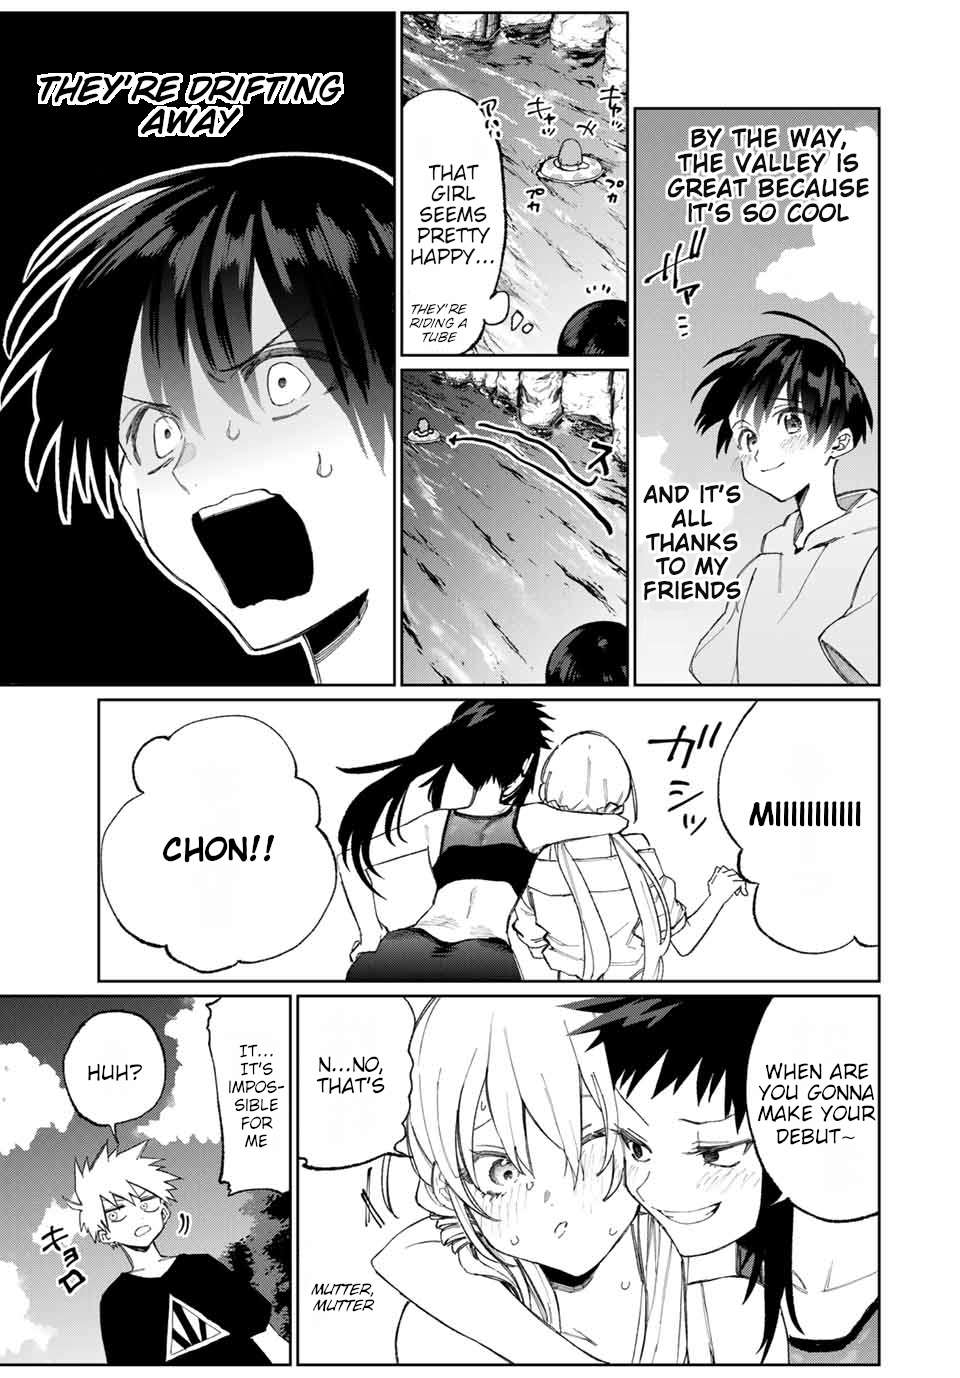 BY THE WAY,
THE VALLEY IS
GREAT BECAUSE
IT'S SO COOL
ザァ
AND IT'S
ALL
THANKS
TO MY
FRIENDS
キャッ
キャッ
アハハ
プカ
プカ
THAT
GIRL
SEEMS
PRETTY
HAPPY...
THEY'RE
RIDING A
TUBE
ス
THEY'RE DRIFTING
AWAY
MIIIIIIIIIII
ガシッ
CHON!!
WHEN ARE
YOU GONNA
MAKE YOUR
DEBUT~
N...NO,
THAT'S
MUTTER,
MUTTER
IT...
IT'S
IMPOS-
SIBLE
FOR
ME
HUH?
キョロ